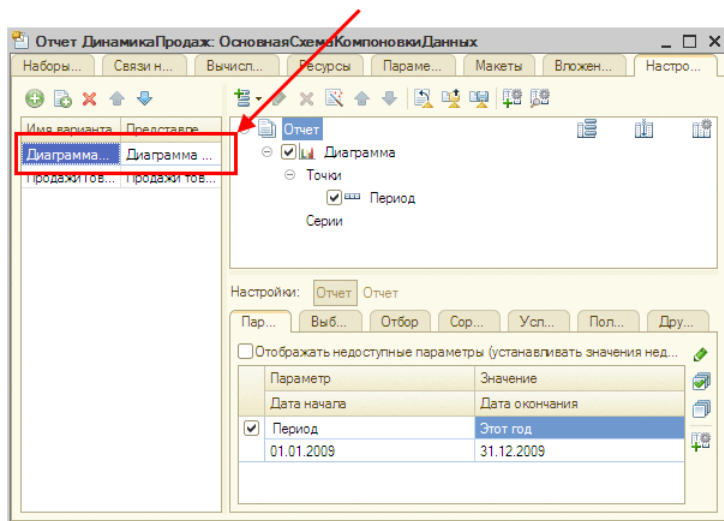 Отчет ДинамикаПродаж: ОсновнаяСхемаКомпоновкиДанных
Наборы... Связи н... Вычисл... Ресурсы Параме... Макеты Вложен... Настро...
Имя варианта Представле...
Диаграмма... Диаграмма ...
ПродажиТов... Продажи тов...
Отчет
Диаграмма
Точки
Период
Серии
Настройки: Отчет Отчет
Пар... Выб... Отбор Сор... Усл... Пол... Дру...
Отображать недоступные параметры (устанавливать значения нед...
Параметр Значение
Дата начала Дата окончания
Период Этот год
01.01.2009 31.12.2009